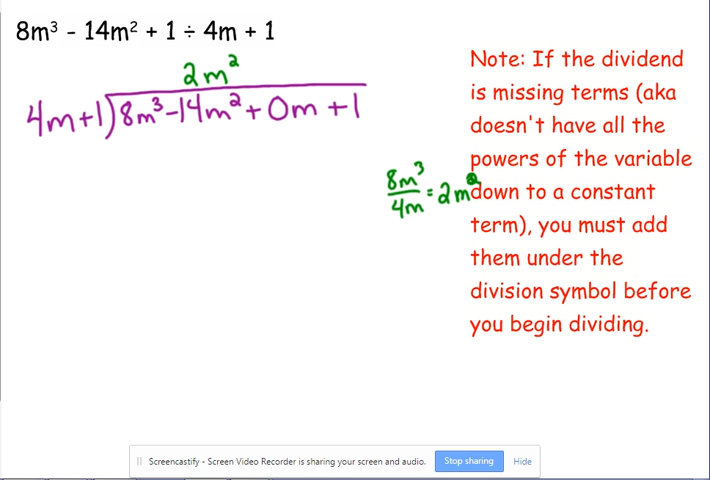 8m³ - 14m² + 1 ÷ 4m + 1
2m²
4m+1)8m³-14m²+0m+1
8m³/4m = 2m²
Note: If the dividend
is missing terms (aka
doesn't have all the
powers of the variable
down to a constant
term), you must add
them under the
division symbol before
you begin dividing.
Screencastify - Screen Video Recorder is sharing your screen and audio. Stop sharing Hide